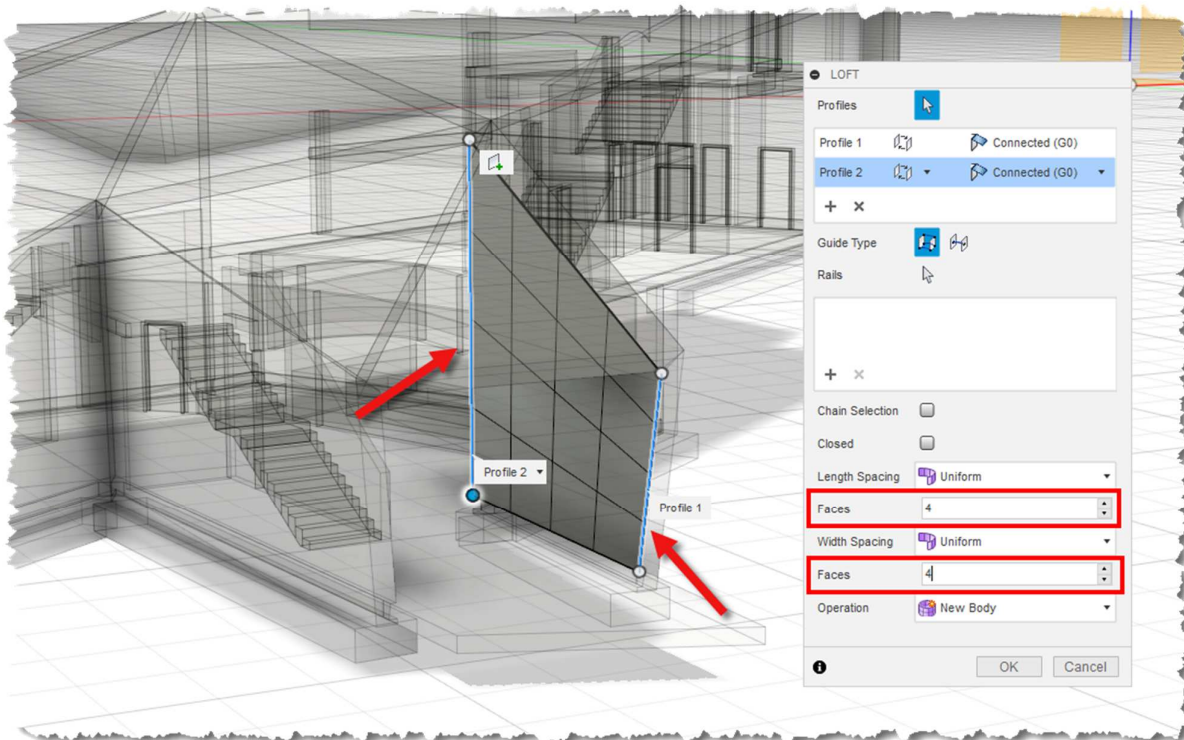 LOFT
Profiles
Profile 1 Connected (G0)
Profile 2 Connected (G0)
Guide Type
Rails
Chain Selection
Closed
Length Spacing Uniform
Faces 4
Width Spacing Uniform
Faces 4
Operation New Body
OK Cancel
Profile 2
Profile 1